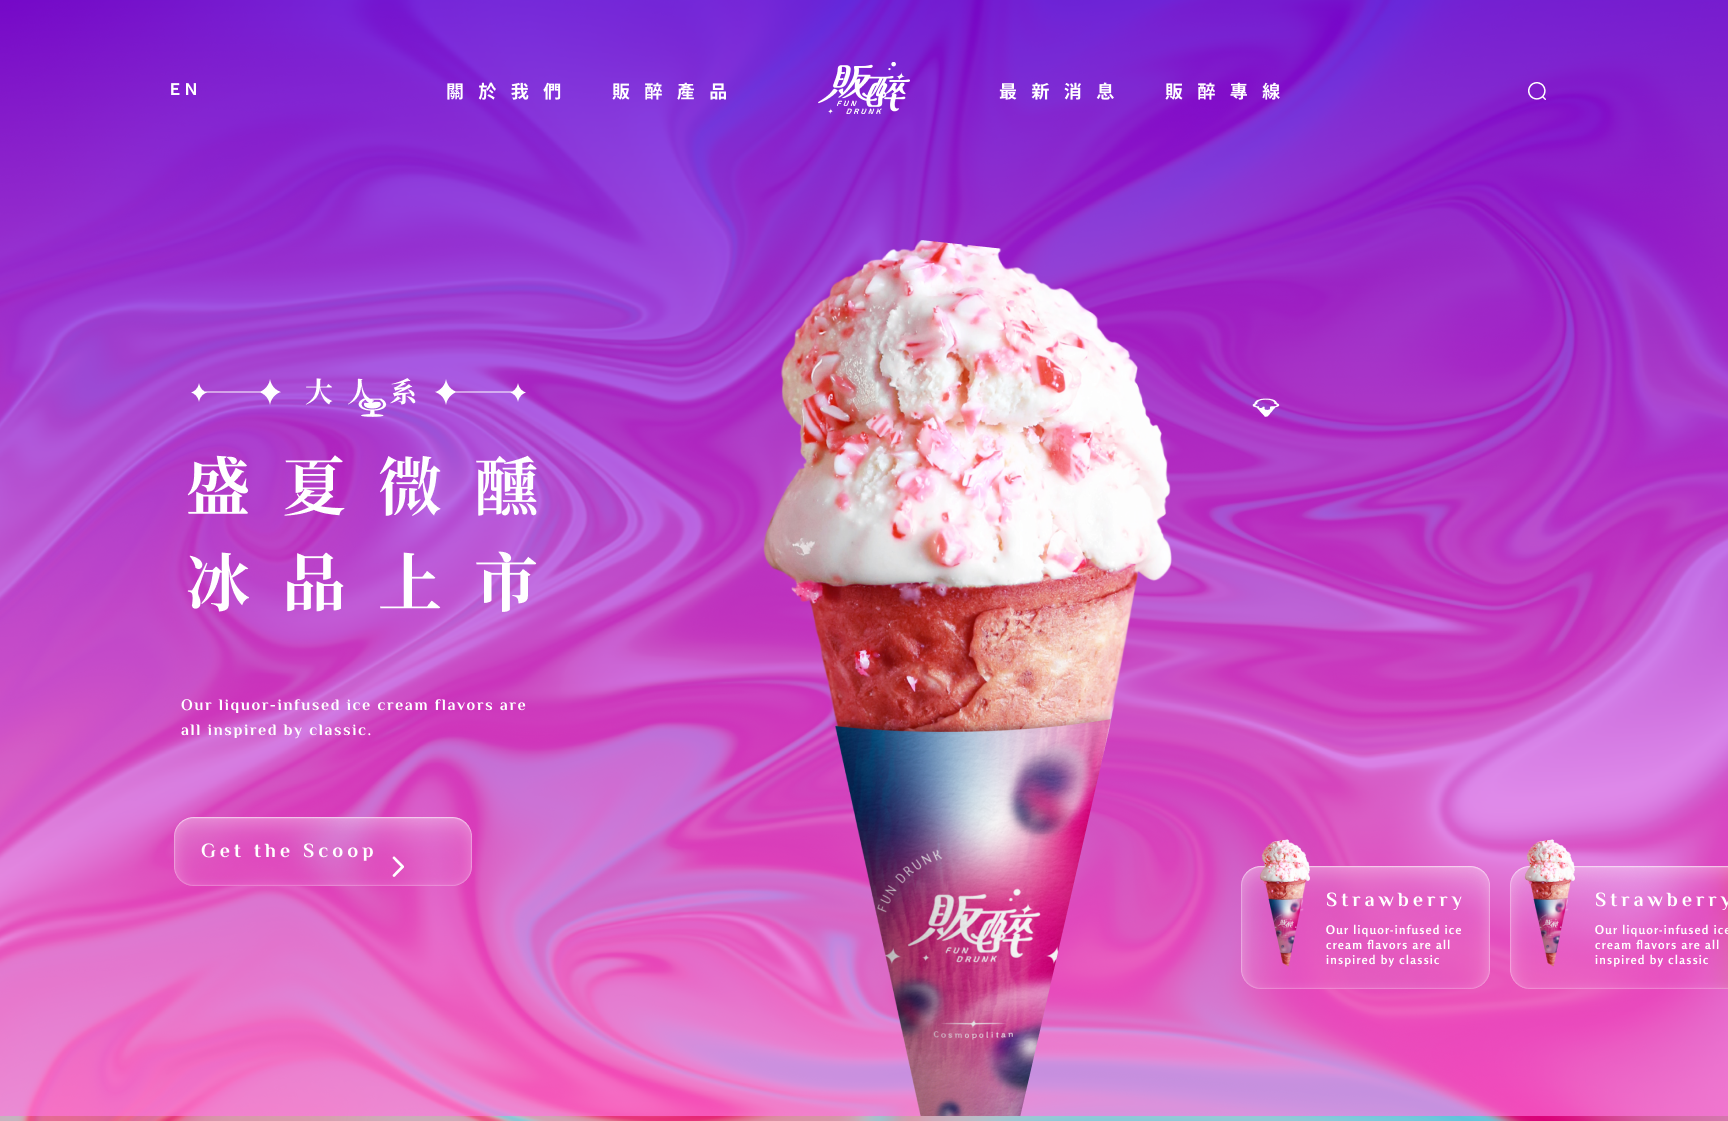 EN
關於我們
販醉產品
販醉
FUN
DRUNK
最新消息
販醉專線
大人系
盛夏微醺
冰品上市
Our liquor-infused ice cream flavors are
all inspired by classic.
Get the Scoop
FUN DRUNK
販醉
FUN
DRUNK
Cosmopolitan
Strawberry
Our liquor-infused ice
cream flavors are all
inspired by classic
Strawberry
Our liquor-infused ice
cream flavors are all
inspired by classic